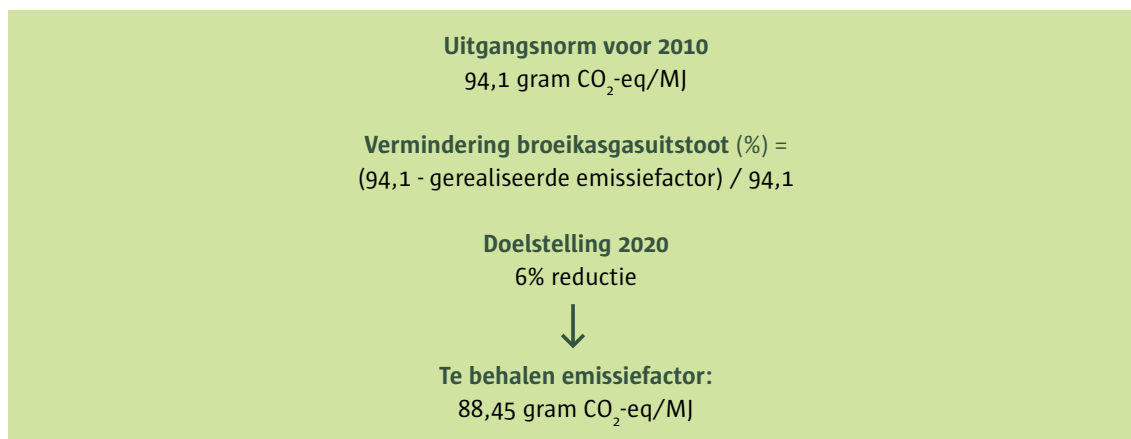 Uitgangsnorm voor 2010
94,1 gram CO₂-eq/MJ
Vermindering broeikasgasuitstoot (%) =
(94,1 - gerealiseerde emissiefactor) / 94,1
Doelstelling 2020
6% reductie
Te behalen emissiefactor:
88,45 gram CO₂-eq/MJ